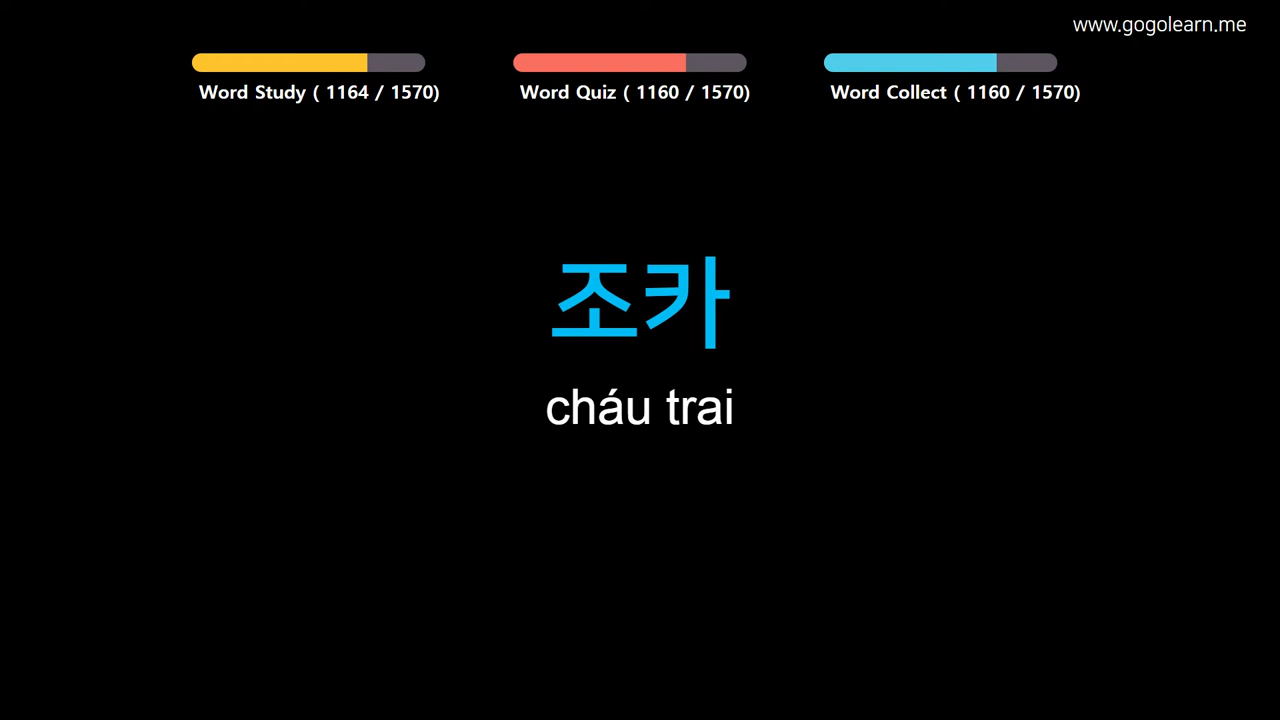 www.gogolearn.me
Word Study ( 1164 / 1570)
Word Quiz ( 1160 / 1570)
Word Collect ( 1160 / 1570)
조카
cháu trai